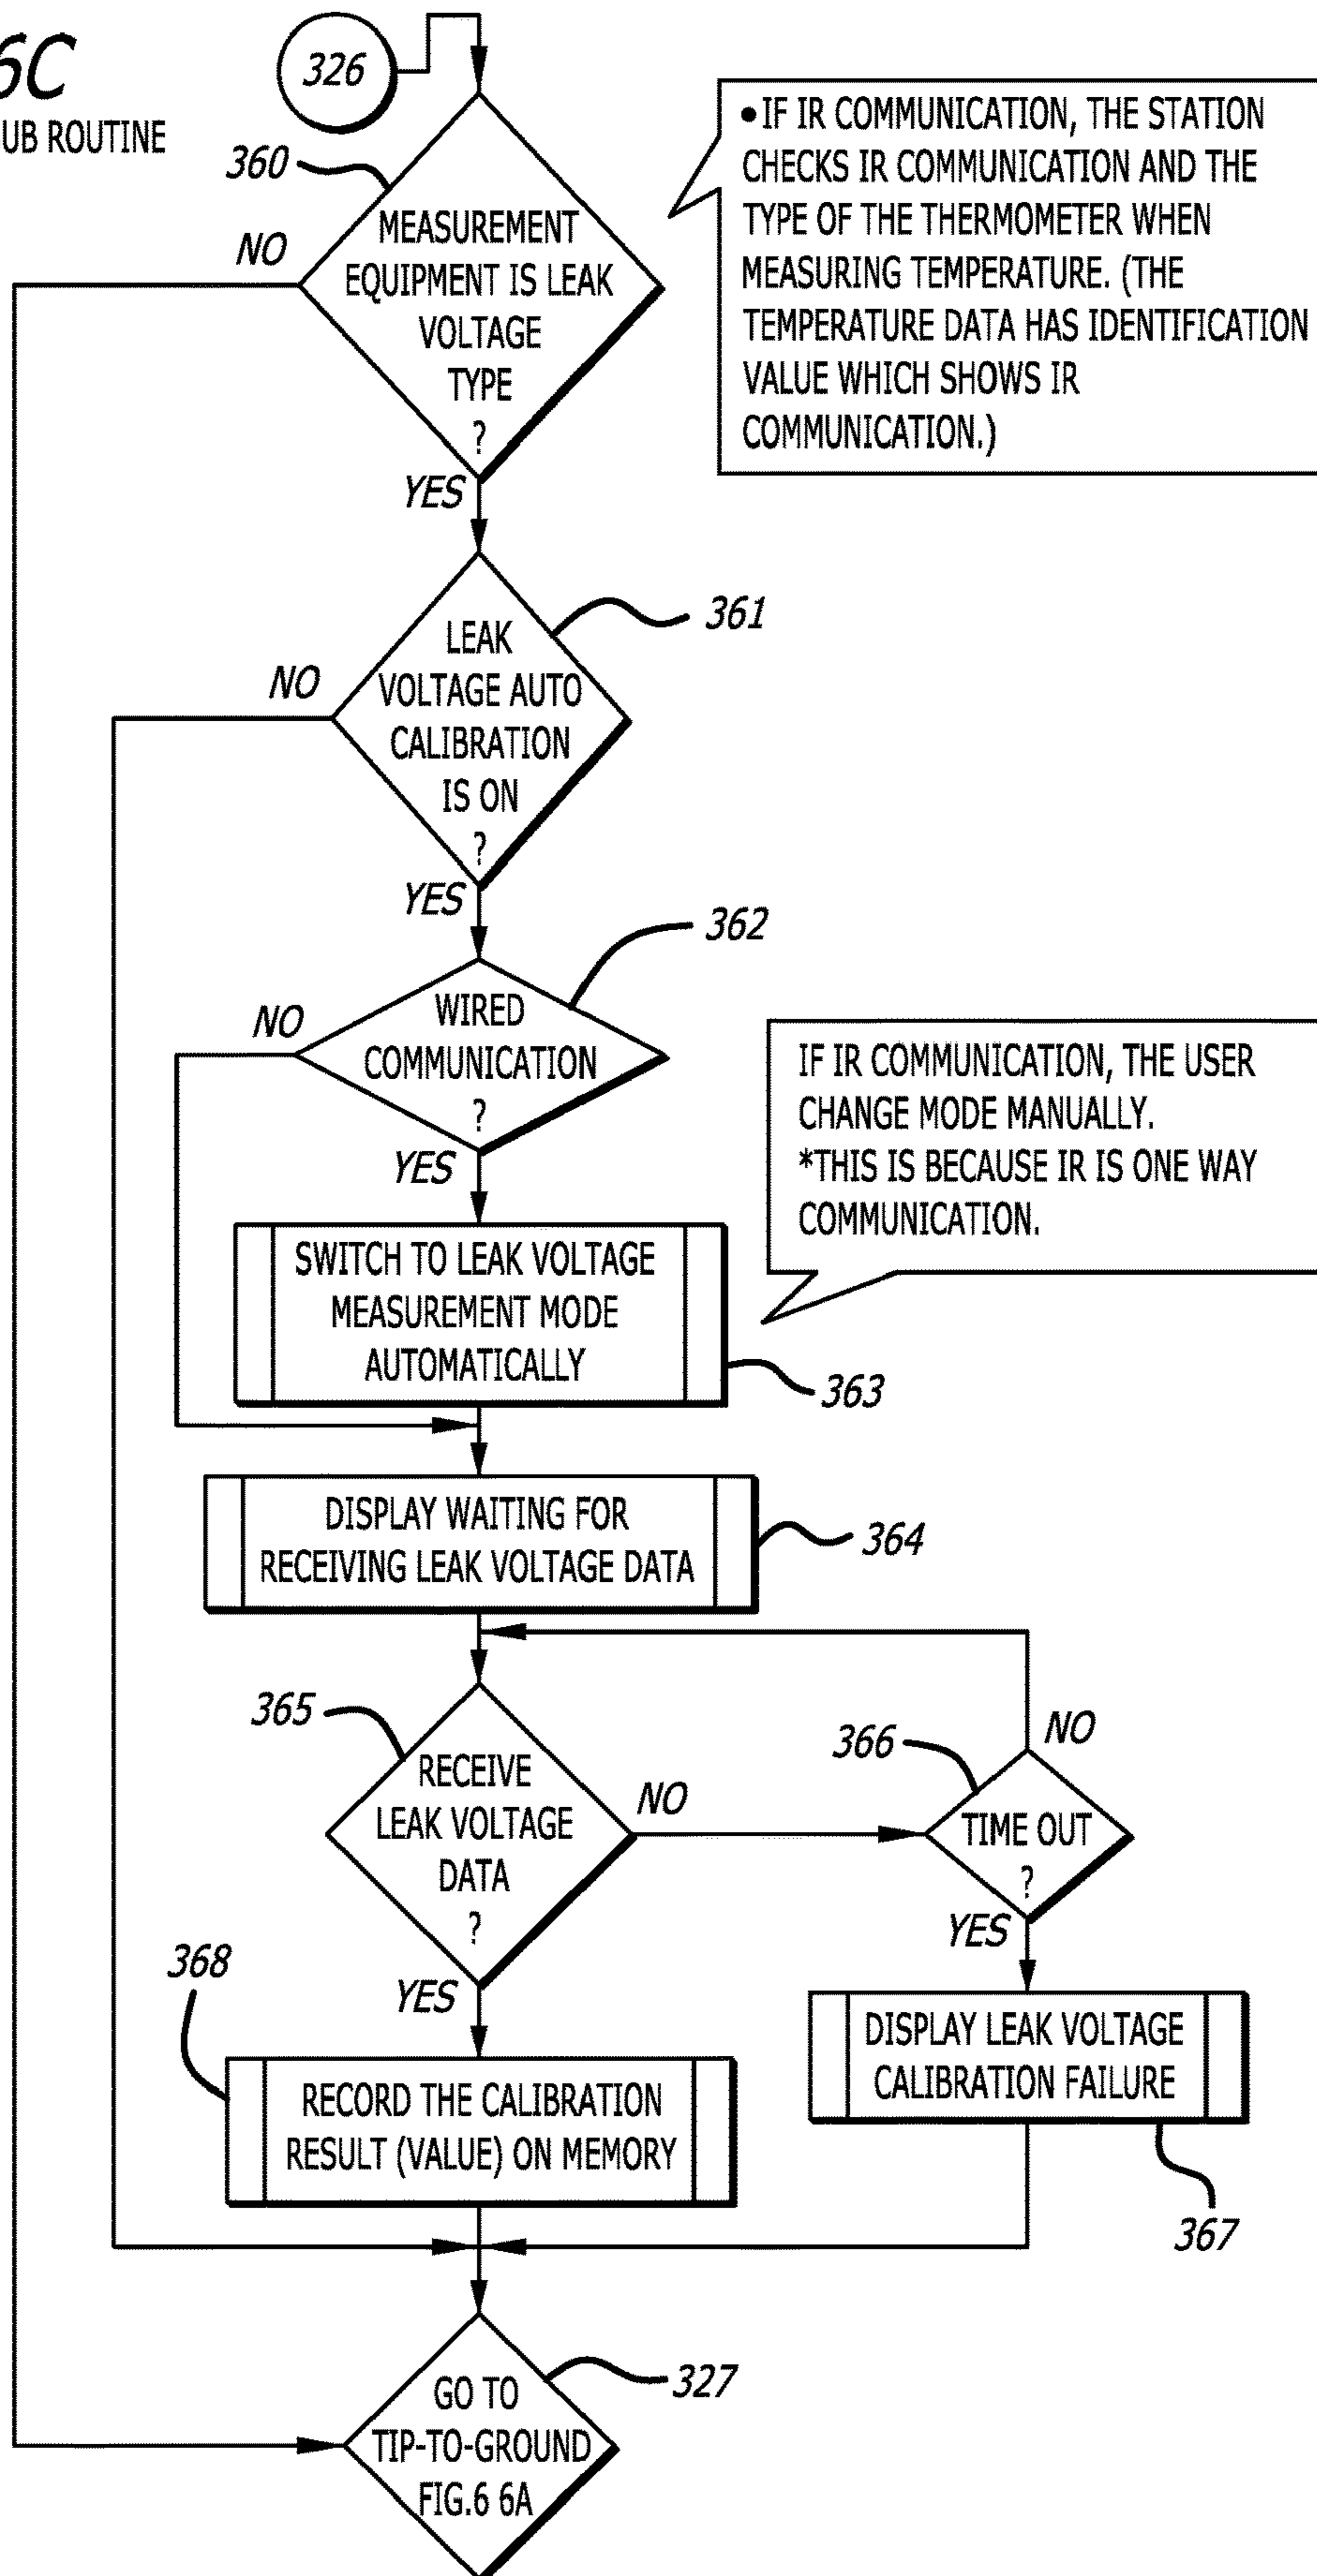 6C
UB ROUTINE
326
360
MEASUREMENT
EQUIPMENT IS LEAK
VOLTAGE
TYPE
?
NO
YES
• IF IR COMMUNICATION, THE STATION
CHECKS IR COMMUNICATION AND THE
TYPE OF THE THERMOMETER WHEN
MEASURING TEMPERATURE. (THE
TEMPERATURE DATA HAS IDENTIFICATION
VALUE WHICH SHOWS IR
COMMUNICATION.)
361
LEAK
VOLTAGE AUTO
CALIBRATION
IS ON
?
NO
YES
362
WIRED
COMMUNICATION
?
NO
YES
IF IR COMMUNICATION, THE USER
CHANGE MODE MANUALLY.
*THIS IS BECAUSE IR IS ONE WAY
COMMUNICATION.
SWITCH TO LEAK VOLTAGE
MEASUREMENT MODE
AUTOMATICALLY
363
DISPLAY WAITING FOR
RECEIVING LEAK VOLTAGE DATA
364
365
RECEIVE
LEAK VOLTAGE
DATA
?
NO
YES
366
TIME OUT
?
NO
YES
368
RECORD THE CALIBRATION
RESULT (VALUE) ON MEMORY
DISPLAY LEAK VOLTAGE
CALIBRATION FAILURE
367
GO TO
TIP-TO-GROUND
FIG.6 6A
327